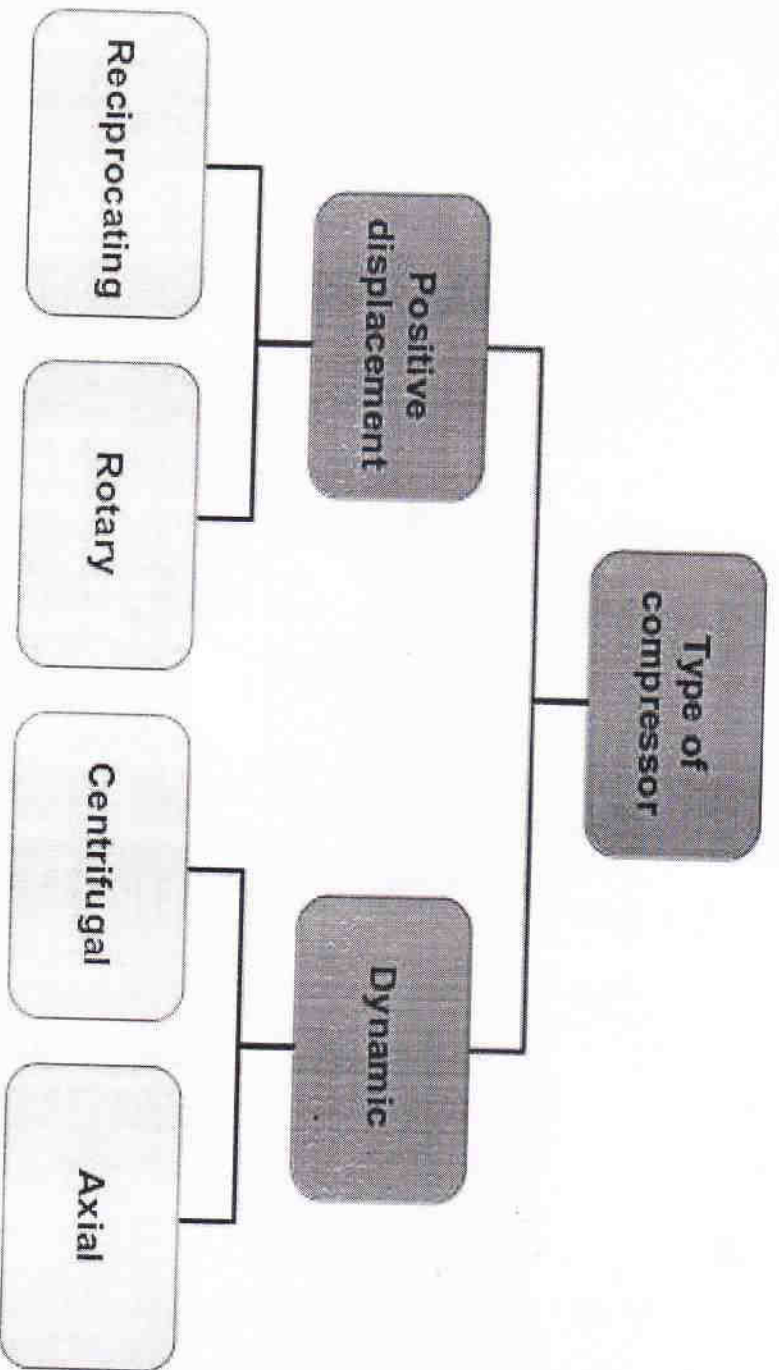 Type of
compressor
Positive
displacement
Dynamic
Reciprocating
Rotary
Centrifugal
Axial